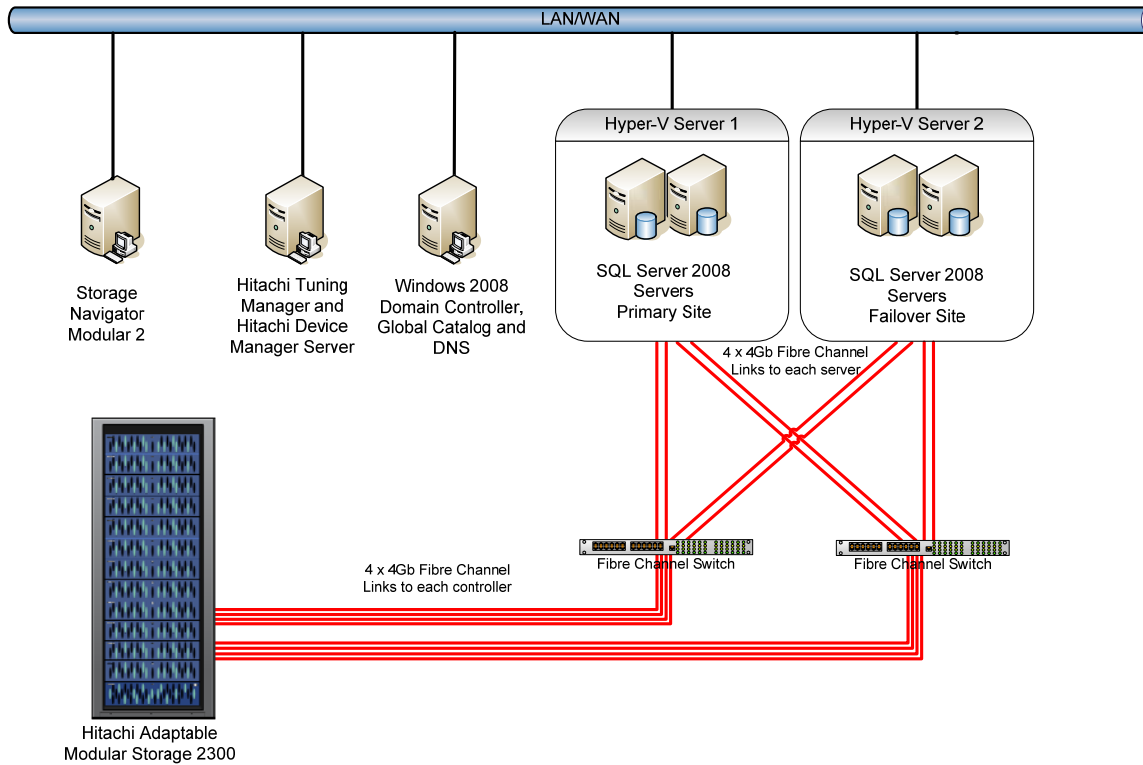 LAN/WAN
Hyper-V Server 1
Hyper-V Server 2
SQL Server 2008
Servers
Primary Site
SQL Server 2008
Servers
Failover Site
Storage
Navigator
Modular 2
Hitachi Tuning
Manager and
Hitachi Device
Manager Server
Windows 2008
Domain Controller,
Global Catalog and
DNS
4 x 4Gb Fibre Channel
Links to each server
Fibre Channel Switch
Fibre Channel Switch
4 x 4Gb Fibre Channel
Links to each controller
Hitachi Adaptable
Modular Storage 2300